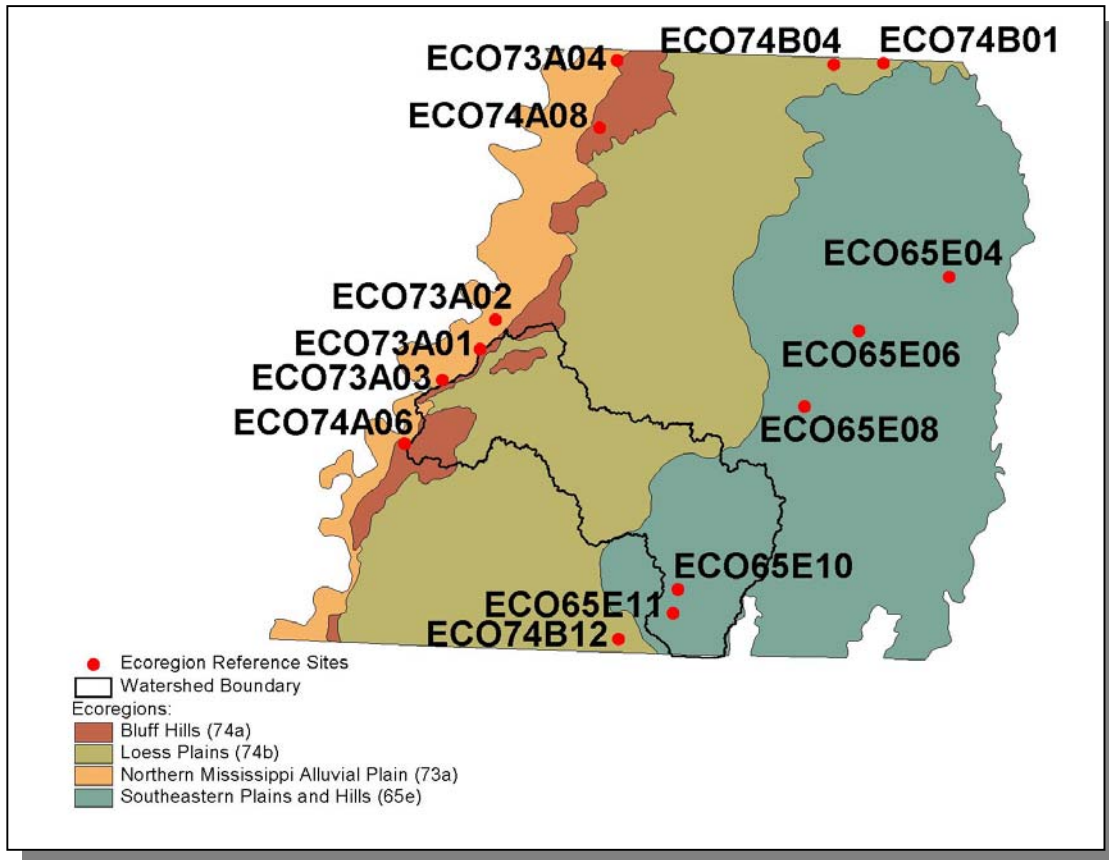 ECO73A04
ECO74B04
ECO74B01
ECO74A08
ECO65E04
ECO73A02
ECO73A01
ECO65E06
ECO73A03
ECO74A06
ECO65E08
ECO65E10
ECO65E11
ECO74B12
Ecoregion Reference Sites
Watershed Boundary
Ecoregions:
Bluff Hills (74a)
Loess Plains (74b)
Northern Mississippi Alluvial Plain (73a)
Southeastern Plains and Hills (65e)